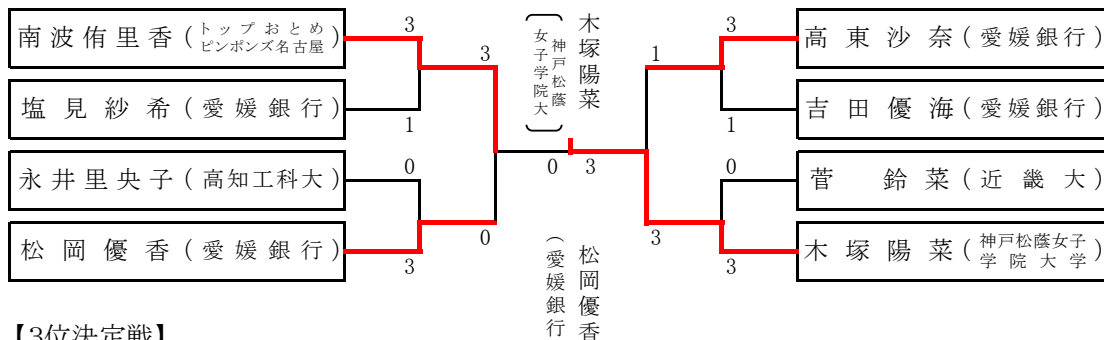 南波侑里香(トップおとめピンポンズ名古屋)
3
塩見紗希(愛媛銀行)
1
3
永井里央子(高知工科大)
0
松岡優香(愛媛銀行)
3
0
木塚陽菜
〔神戸松蔭女子学院大〕
0 3
松岡優香
(愛媛銀行
1
3
高東沙奈(愛媛銀行)
3
吉田優海(愛媛銀行)
1
菅鈴菜(近畿大)
0
木塚陽菜(神戸松蔭女子学院大学)
3
【3位決定戦】